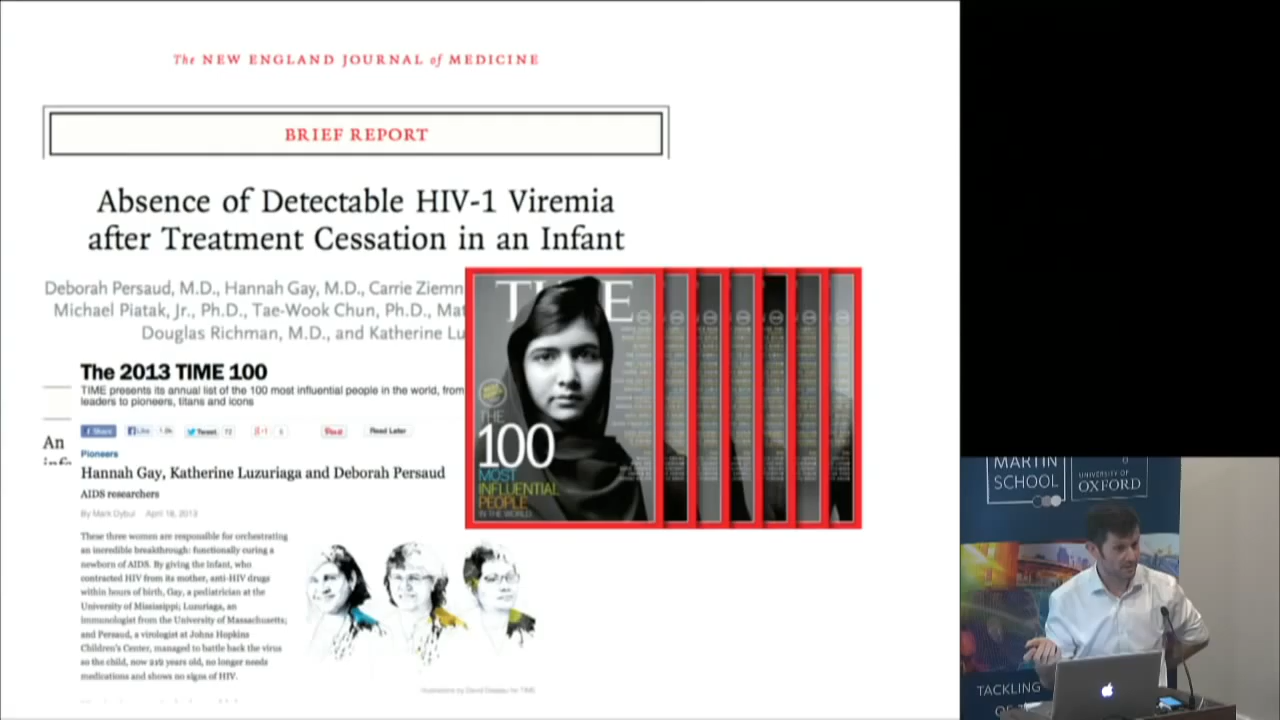 The NEW ENGLAND JOURNAL of MEDICINE
BRIEF REPORT
Absence of Detectable HIV-1 Viremia
after Treatment Cessation in an Infant
Deborah Persaud, M.D., Hannah Gay, M.D., Carrie Ziemn
Michael Piatak, Jr., Ph.D., Tae-Wook Chun, Ph.D., Mat
Douglas Richman, M.D., and Katherine Lu
The 2013 TIME 100
TIME presents its annual list of the 100 most influential people in the world, from
leaders to pioneers, titans and icons
Share
Like
Tweet
72
Pin it
Read Later
An
Pioneers
Hannah Gay, Katherine Luzuriaga and Deborah Persaud
AIDS researchers
By Mark Dybul April 18, 2013
These three women are responsible for orchestrating
an incredible breakthrough: functionally curing a
newborn of AIDS. By giving the infant, who
contracted HIV from its mother, anti-HIV drugs
within hours of birth, Gay, a pediatrician at the
University of Mississippi; Luzuriaga, an
immunologist from the University of Massachusetts;
and Persaud, a virologist at Johns Hopkins
Children's Center, managed to battle back the virus
so the child, now 2½ years old, no longer needs
medications and shows no signs of HIV.
TIME
THE
100
MOST
INFLUENTIAL
PEOPLE
IN THE WORLD
MARTIN
SCHOOL
UNIVERSITY OF
OXFORD
TACKLING